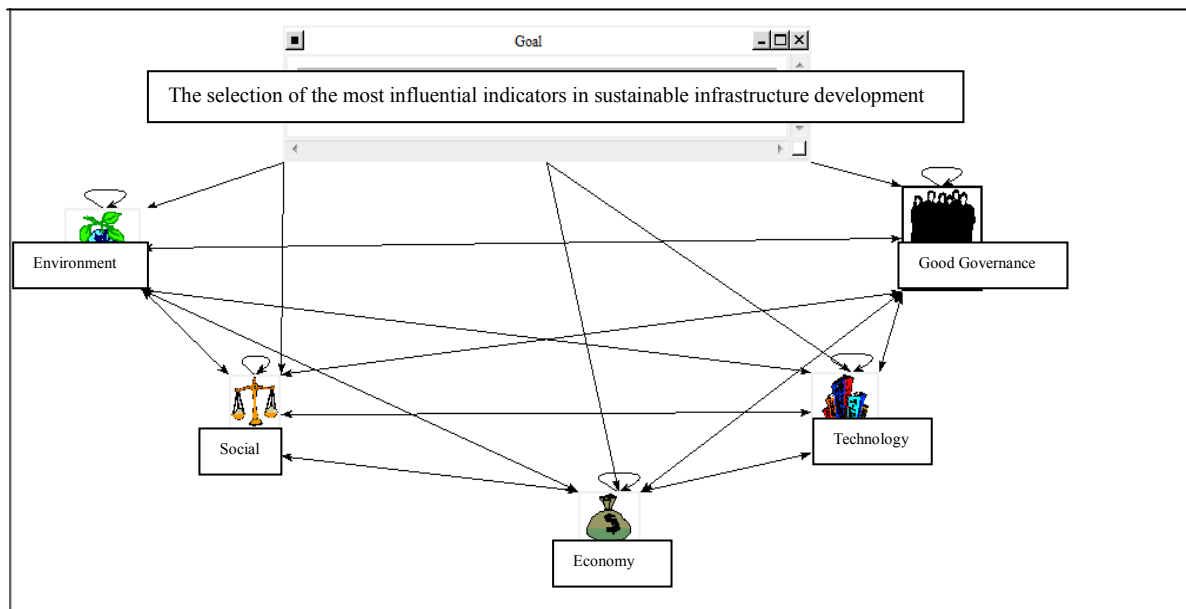 Goal
The selection of the most influential indicators in sustainable infrastructure development
Environment
Good Governance
Social
Technology
Economy